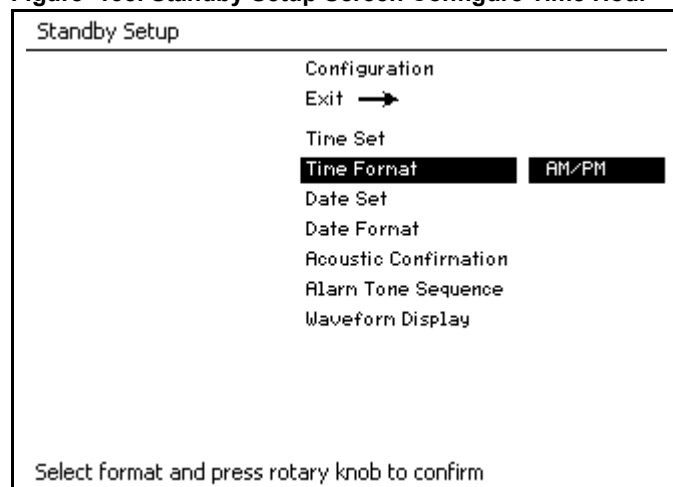 Standby Setup
Configuration
Exit
Time Set
Time Format AM/PM
Date Set
Date Format
Acoustic Confirmation
Alarm Tone Sequence
Waveform Display
Select format and press rotary knob to confirm